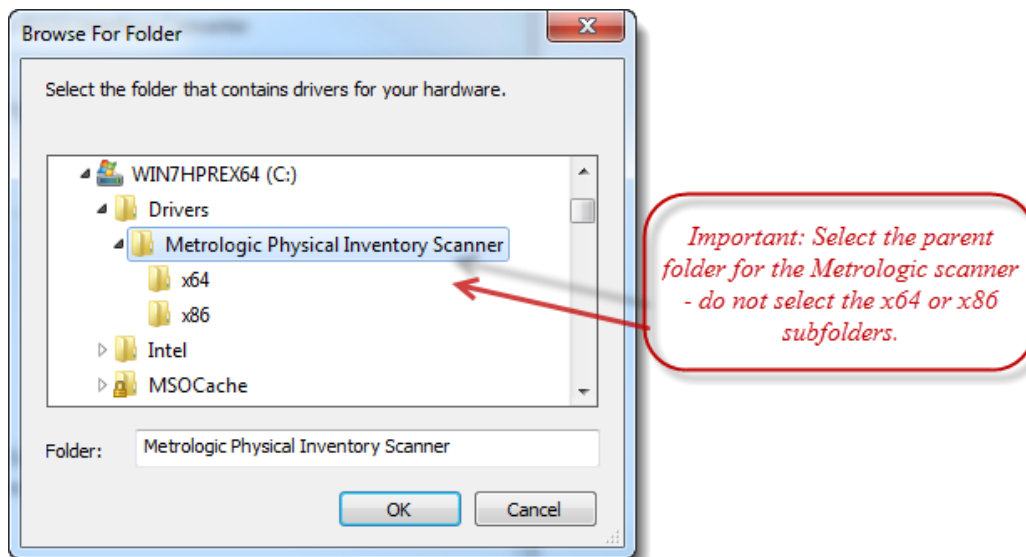 Browse For Folder
Select the folder that contains drivers for your hardware.
WIN7HPREX64 (C:)
Drivers
Metrologic Physical Inventory Scanner
x64
x86
Intel
MSOCache
Folder: Metrologic Physical Inventory Scanner
OK Cancel
Important: Select the parent
folder for the Metrologic scanner
- do not select the x64 or x86
subfolders.